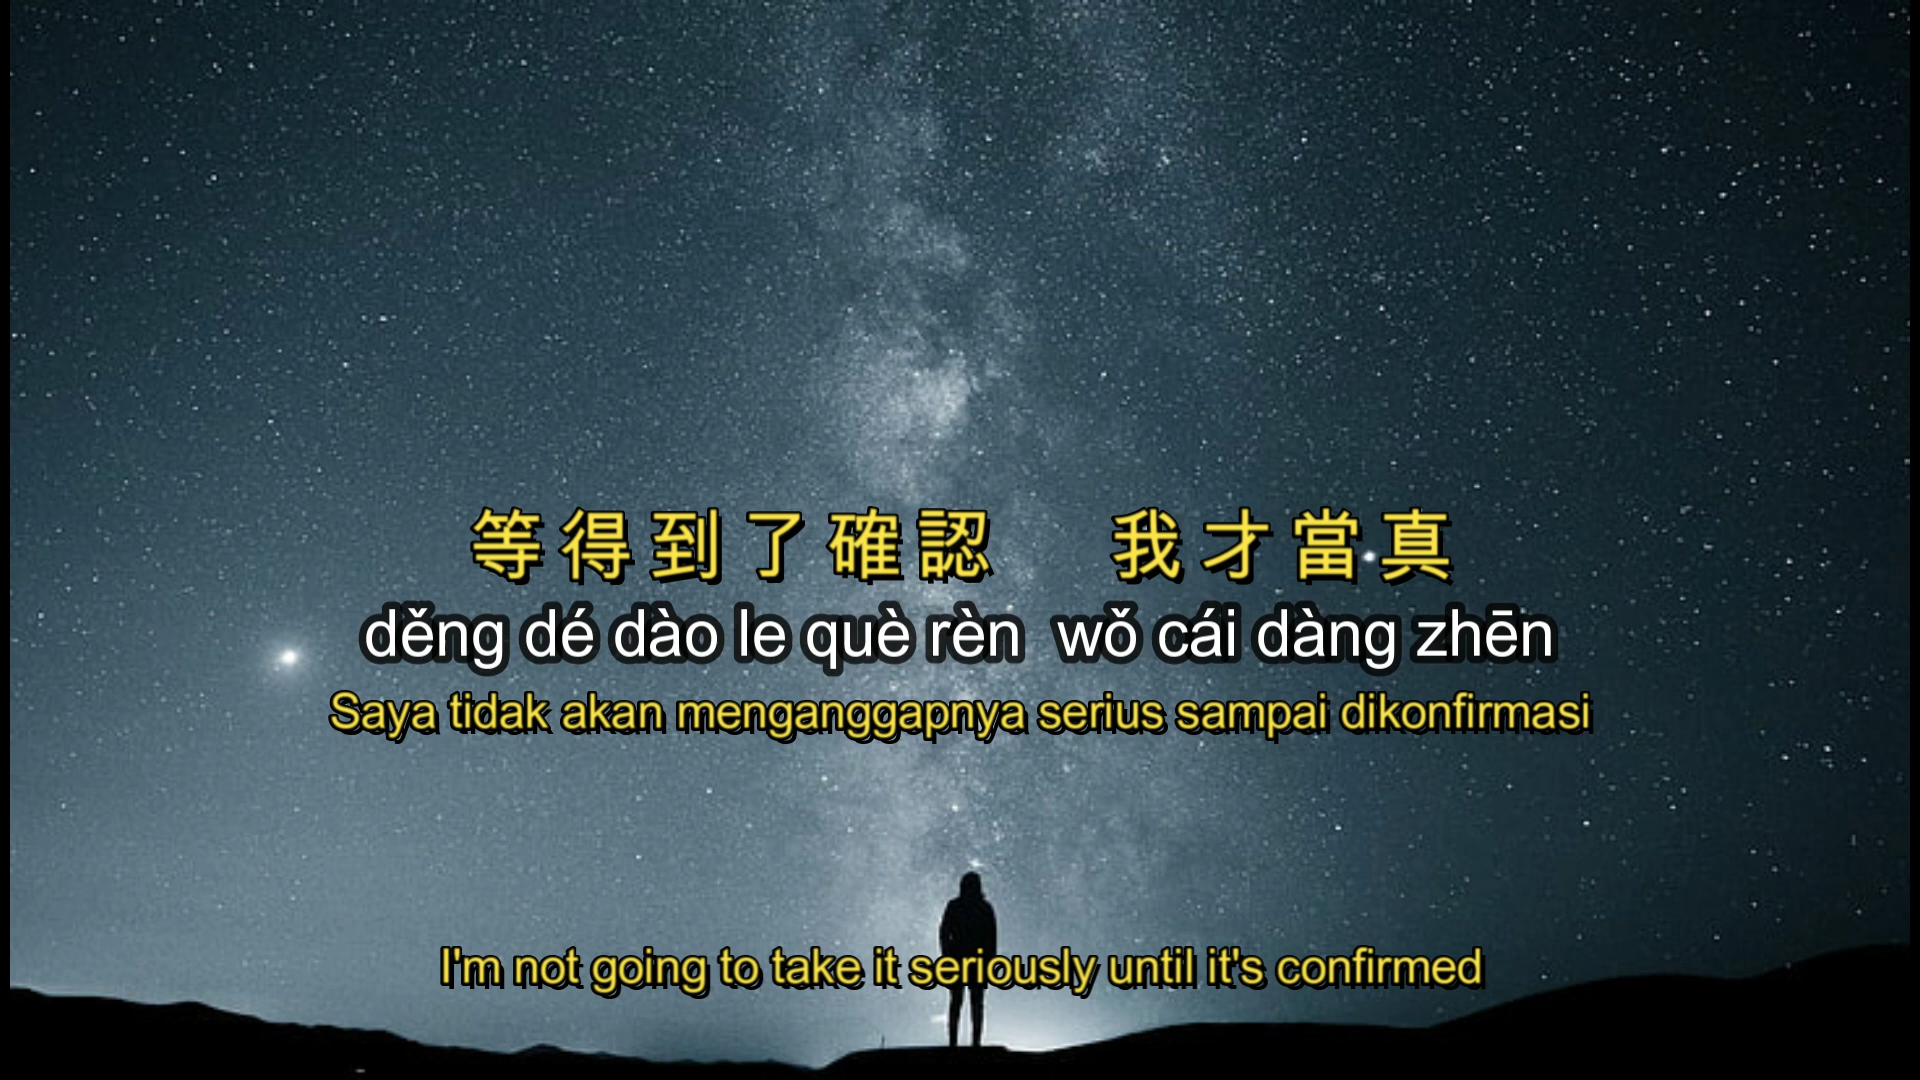 等得到了確認 我才當真
děng dé dào le què rèn wǒ cái dàng zhēn
Saya tidak akan menganggapnya serius sampai dikonfirmasi
I'm not going to take it seriously until it's confirmed